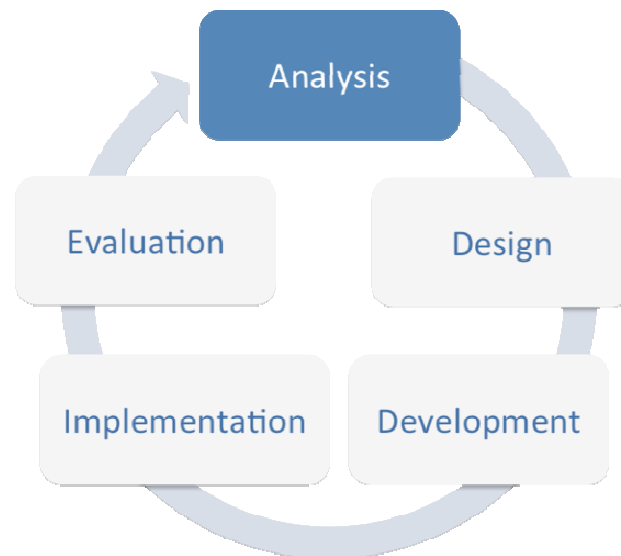 Analysis
Design
Development
Implementation
Evaluation